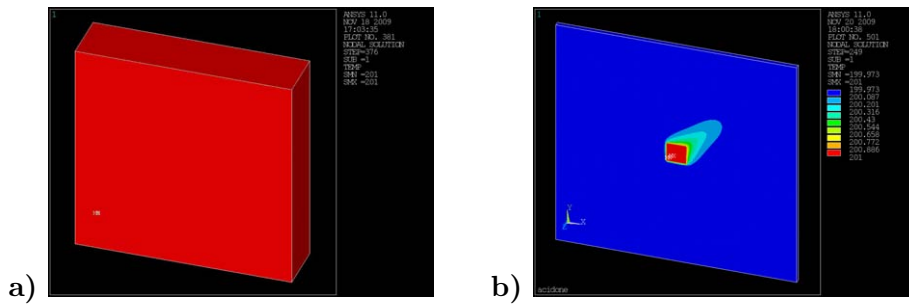 1
ANSYS 11.0
NOV 18 2009
17:03:35
PLOT NO. 381
NODAL SOLUTION
STEP=376
SUB =1
TEMP
SMN =201
SMX =201
MN
a)
1
ANSYS 11.0
NOV 20 2009
18:00:38
PLOT NO. 501
NODAL SOLUTION
STEP=249
SUB =1
TEMP
SMN =199.973
SMX =201
199.973
200.087
200.201
200.316
200.43
200.544
200.658
200.772
200.886
201
Y
X
acidone
b)